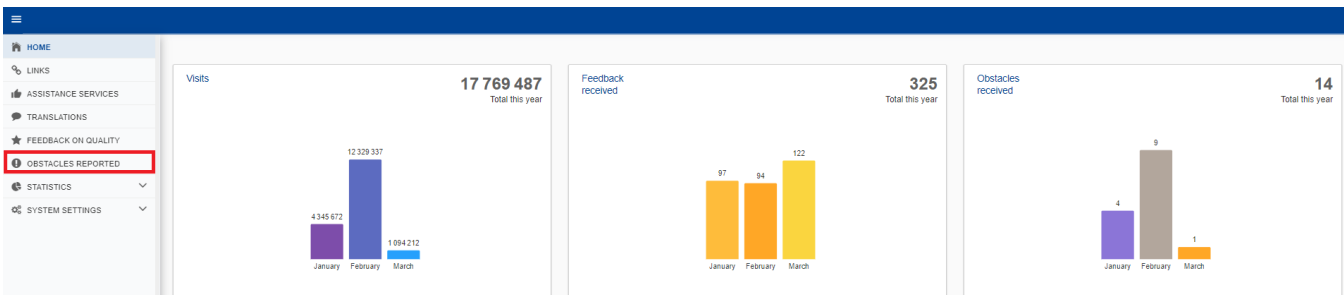 HOME
LINKS
ASSISTANCE SERVICES
TRANSLATIONS
FEEDBACK ON QUALITY
OBSTACLES REPORTED
STATISTICS
SYSTEM SETTINGS
Visits
17 769 487
Total this year
12 329 337
4 345 672
1 094 212
January February March
Feedback
received
325
Total this year
122
97
94
January February March
Obstacles
received
14
Total this year
9
4
1
January February March